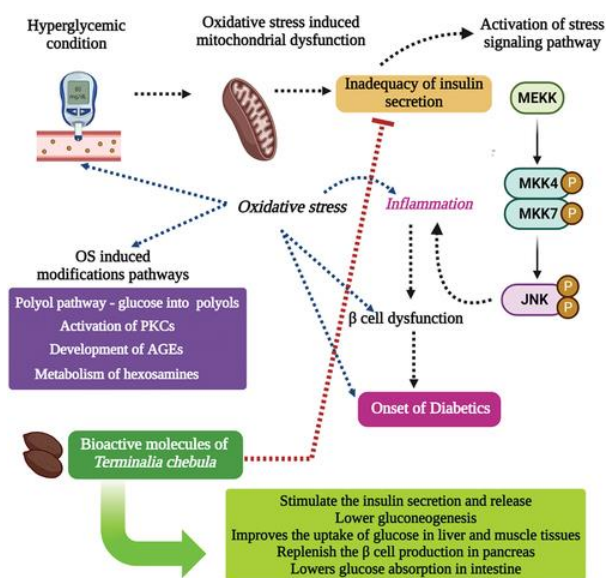 Hyperglycemic
condition
Oxidative stress induced
mitochondrial dysfunction
Activation of stress
signaling pathway
Inadequacy of insulin
secretion
MEKK
MKK4
P
MKK7
P
Oxidative stress
Inflammation
OS induced
modifications pathways
JNK
P
P
Polyol pathway - glucose into polyols
Activation of PKCs
Development of AGEs
Metabolism of hexosamines
β cell dysfunction
Onset of Diabetics
Bioactive molecules of
Terminalia chebula
Stimulate the insulin secretion and release
Lower gluconeogenesis
Improves the uptake of glucose in liver and muscle tissues
Replenish the β cell production in pancreas
Lowers glucose absorption in intestine